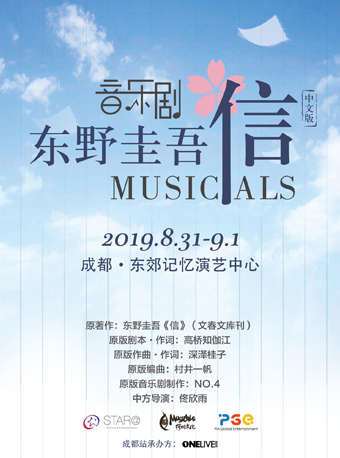 音乐剧
东野圭吾
信
中文版
MUSICALS
2019.8.31-9.1
成都·东郊记忆演艺中心
原著作：东野圭吾《信》（文春文库刊）
原版剧本·作词：高桥知伽江
原版作曲·作词：深泽桂子
原版编曲：村井一帆
原版音乐剧制作：NO.4
中方导演：佟欣雨
STAR@
PGE
成都站承办方：ONELIVE